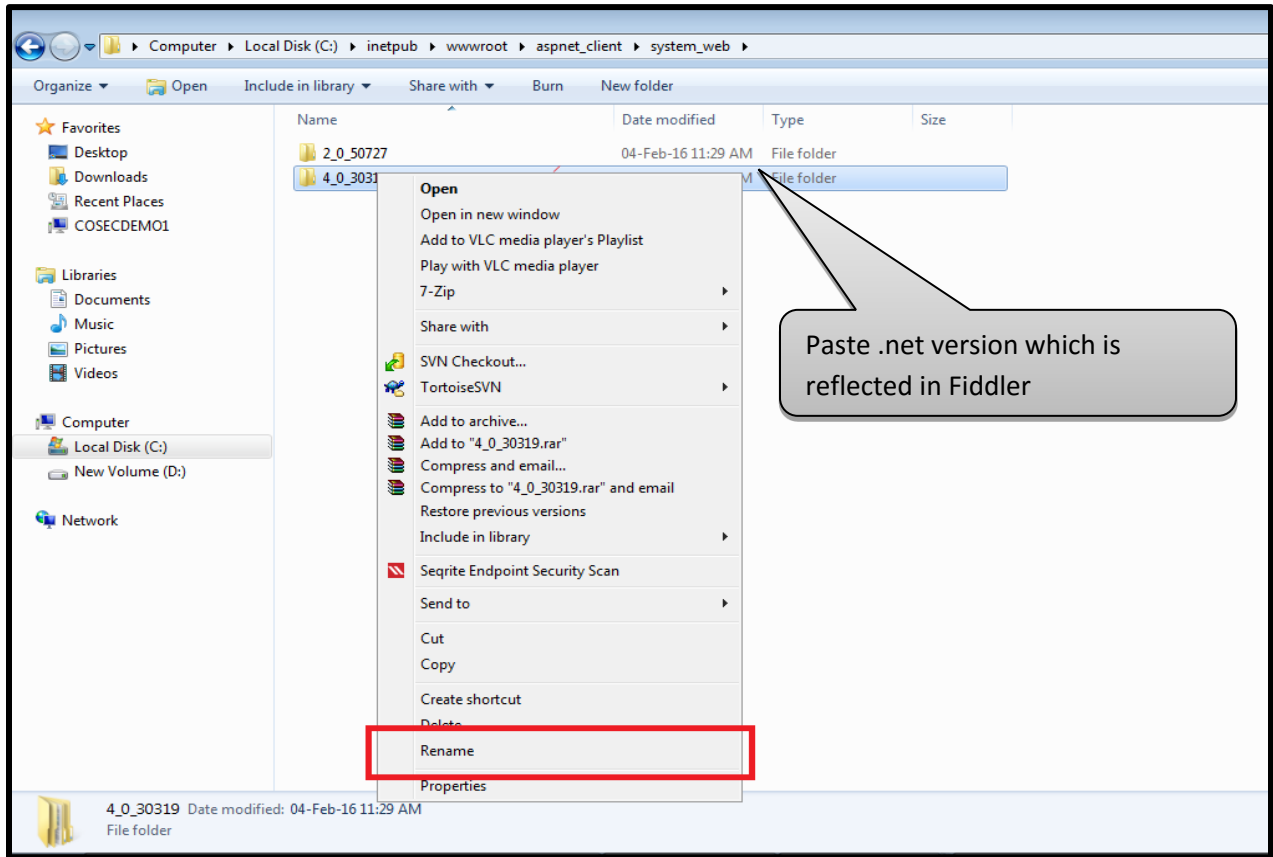 Computer Local Disk (C:) inetpub wwwroot aspnet_client system_web
Organize Open Include in library Share with Burn New folder
Name Date modified Type Size
Favorites
Desktop
Downloads
Recent Places
COSECDEMO1
Libraries
Documents
Music
Pictures
Videos
Computer
Local Disk (C:)
New Volume (D:)
Network
2_0_50727 04-Feb-16 11:29 AM File folder
4_0_3031 M File folder
Open
Open in new window
Add to VLC media player's Playlist
Play with VLC media player
7-Zip
Share with
SVN Checkout...
TortoiseSVN
Add to archive...
Add to "4_0_30319.rar"
Compress and email...
Compress to "4_0_30319.rar" and email
Restore previous versions
Include in library
Seqrite Endpoint Security Scan
Send to
Cut
Copy
Create shortcut
Delete
Rename
Properties
Paste .net version which is
reflected in Fiddler
4_0_30319 Date modified: 04-Feb-16 11:29 AM
File folder